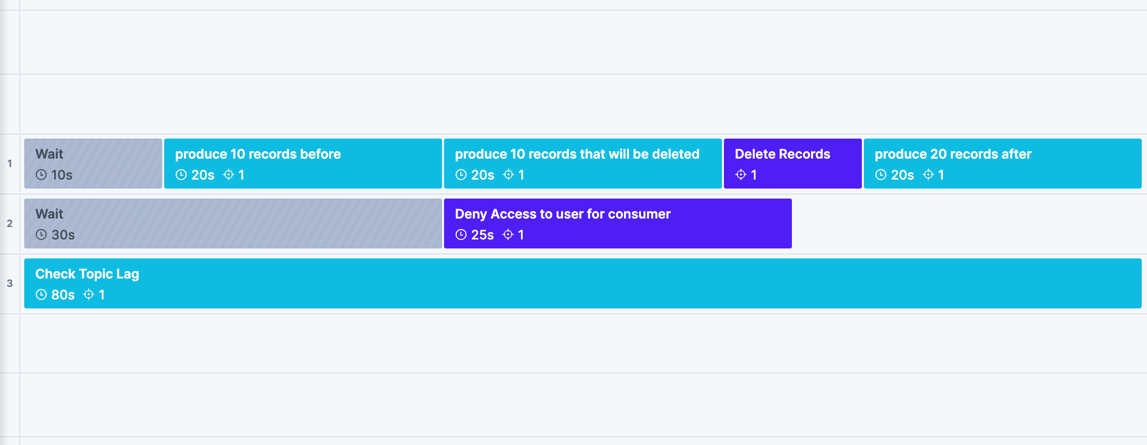 1
Wait
10s
produce 10 records before
20s 1
produce 10 records that will be deleted
20s 1
Delete Records
1
produce 20 records after
20s 1
2
Wait
30s
Deny Access to user for consumer
25s 1
3
Check Topic Lag
80s 1